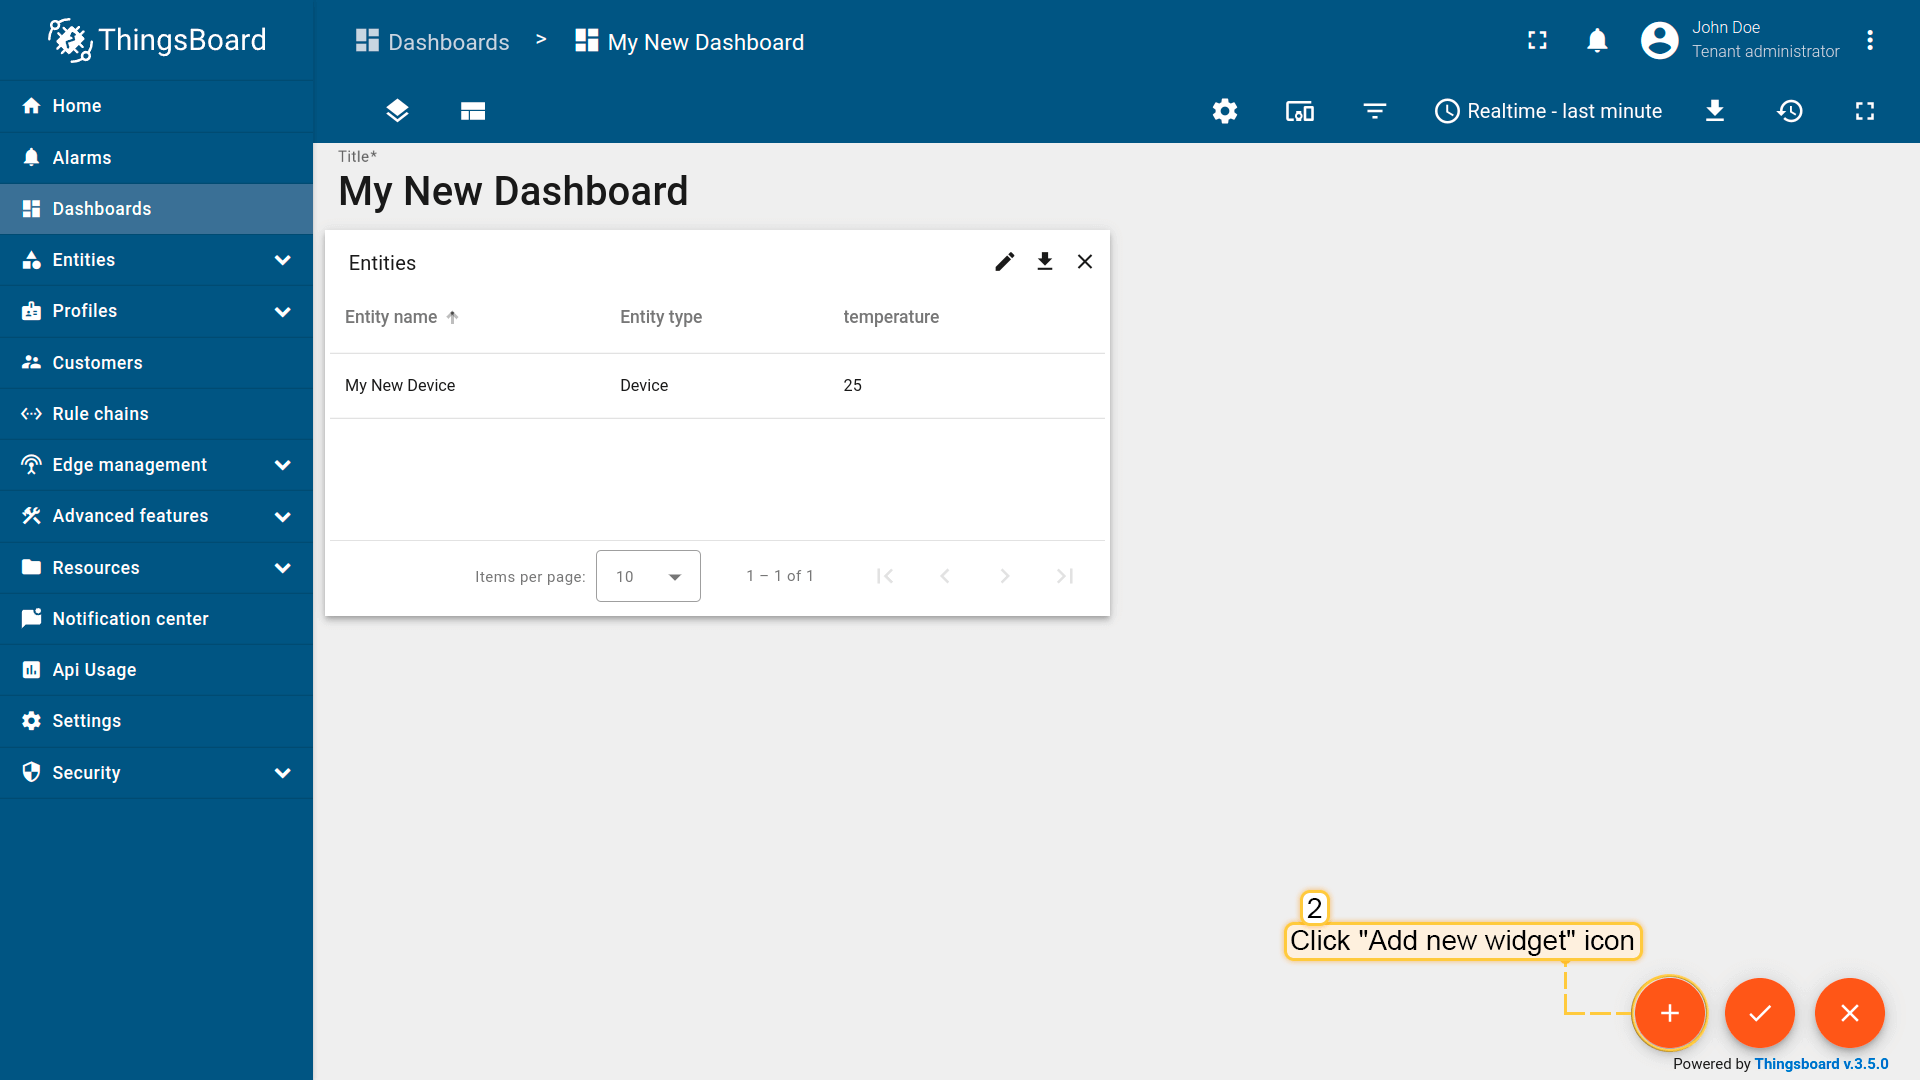 ThingsBoard
Dashboards > My New Dashboard
John Doe
Tenant administrator
Realtime - last minute
Home
Alarms
Dashboards
Entities
Profiles
Customers
Rule chains
Edge management
Advanced features
Resources
Notification center
Api Usage
Settings
Security
Title*
My New Dashboard
Entities
Entity name Entity type temperature
My New Device Device 25
Items per page: 10 1 – 1 of 1
2
Click "Add new widget" icon
Powered by Thingsboard v.3.5.0